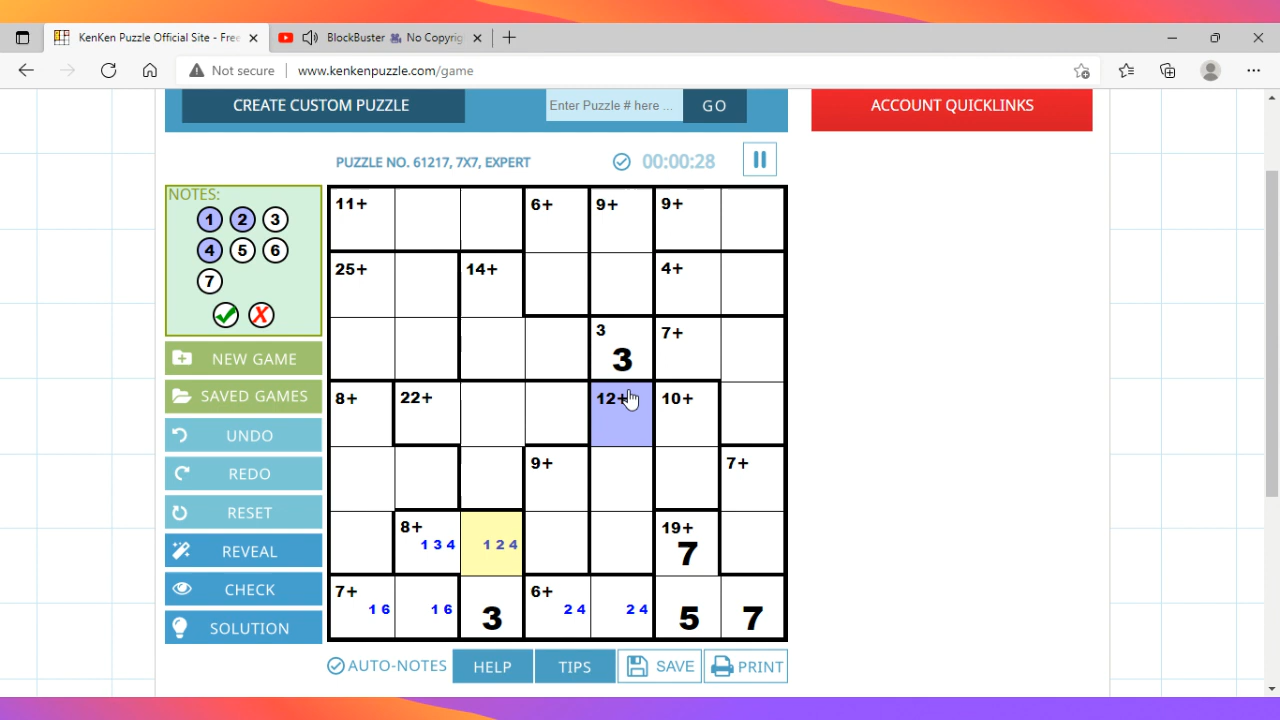 KenKen Puzzle Official Site - Free
BlockBuster 🎥 No Copyrig
Not secure
www.kenkenpuzzle.com/game
CREATE CUSTOM PUZZLE
Enter Puzzle # here ...
GO
ACCOUNT QUICKLINKS
PUZZLE NO. 61217, 7X7, EXPERT
00:00:28
NOTES:
1 2 3
4 5 6
7
NEW GAME
SAVED GAMES
UNDO
REDO
RESET
REVEAL
CHECK
SOLUTION
11+ 6+ 9+ 9+
25+ 14+ 4+
3 7+
3
8+ 22+ 12+ 10+
9+ 7+
8+ 19+
1 3 4 1 2 4 7
7+ 6+
1 6 1 6 3 2 4 2 4 5 7
AUTO-NOTES
HELP
TIPS
SAVE
PRINT